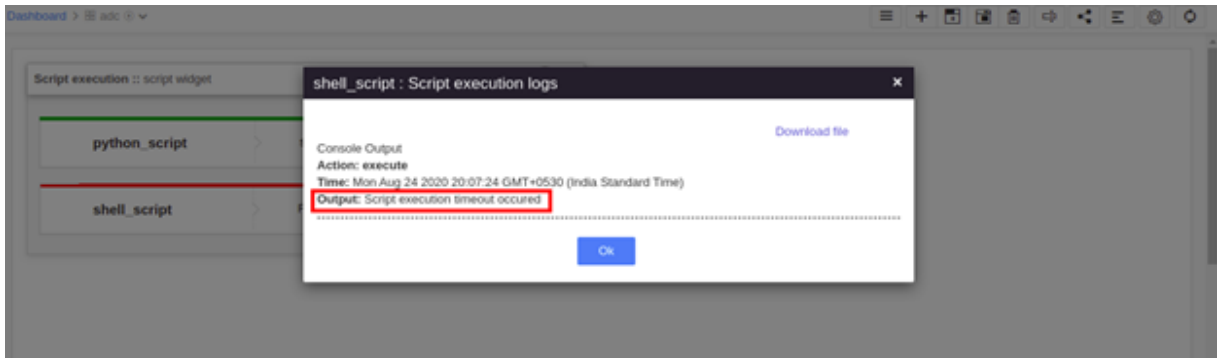 Dashboard > adc
Script execution :: script widget
shell_script : Script execution logs
×
python_script
shell_script
Download file
Console Output
Action: execute
Time: Mon Aug 24 2020 20:07:24 GMT+0530 (India Standard Time)
Output: Script execution timeout occured
Ok